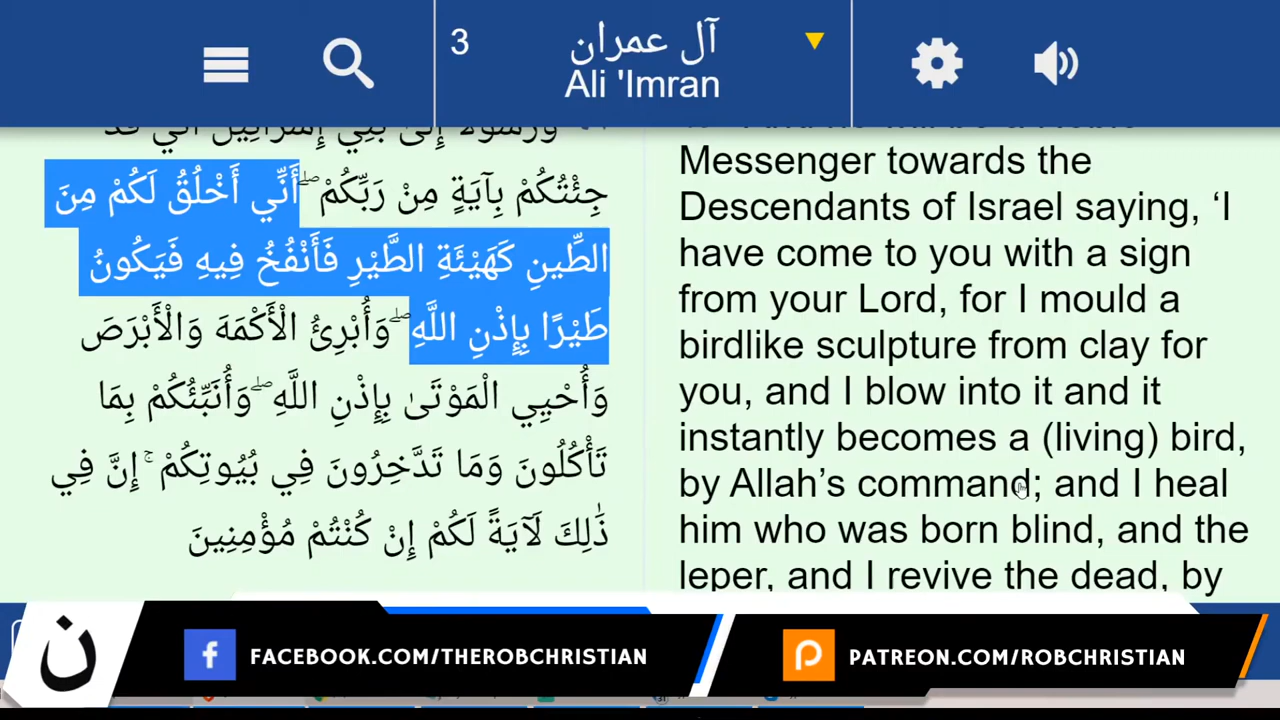 3
آل عمران
Ali 'Imran
جِئْتُكُمْ بِآيَةٍ مِنْ رَبِّكُمْ ۖ أَنِّي أَخْلُقُ لَكُمْ مِنَ
الطِّينِ كَهَيْئَةِ الطَّيْرِ فَأَنْفُخُ فِيهِ فَيَكُونُ
طَيْرًا بِإِذْنِ اللَّهِ ۖ وَأُبْرِئُ الْأَكْمَهَ وَالْأَبْرَصَ
وَأُحْيِي الْمَوْتَىٰ بِإِذْنِ اللَّهِ ۖ وَأُنَبِّئُكُمْ بِمَا
تَأْكُلُونَ وَمَا تَدَّخِرُونَ فِي بُيُوتِكُمْ ۚ إِنَّ فِي
ذَٰلِكَ لَآيَةً لَكُمْ إِنْ كُنْتُمْ مُؤْمِنِينَ
Messenger towards the
Descendants of Israel saying, ‘I
have come to you with a sign
from your Lord, for I mould a
birdlike sculpture from clay for
you, and I blow into it and it
instantly becomes a (living) bird,
by Allah’s command; and I heal
him who was born blind, and the
leper, and I revive the dead, by
ن
f
FACEBOOK.COM/THEROBCHRISTIAN
PATREON.COM/ROBCHRISTIAN